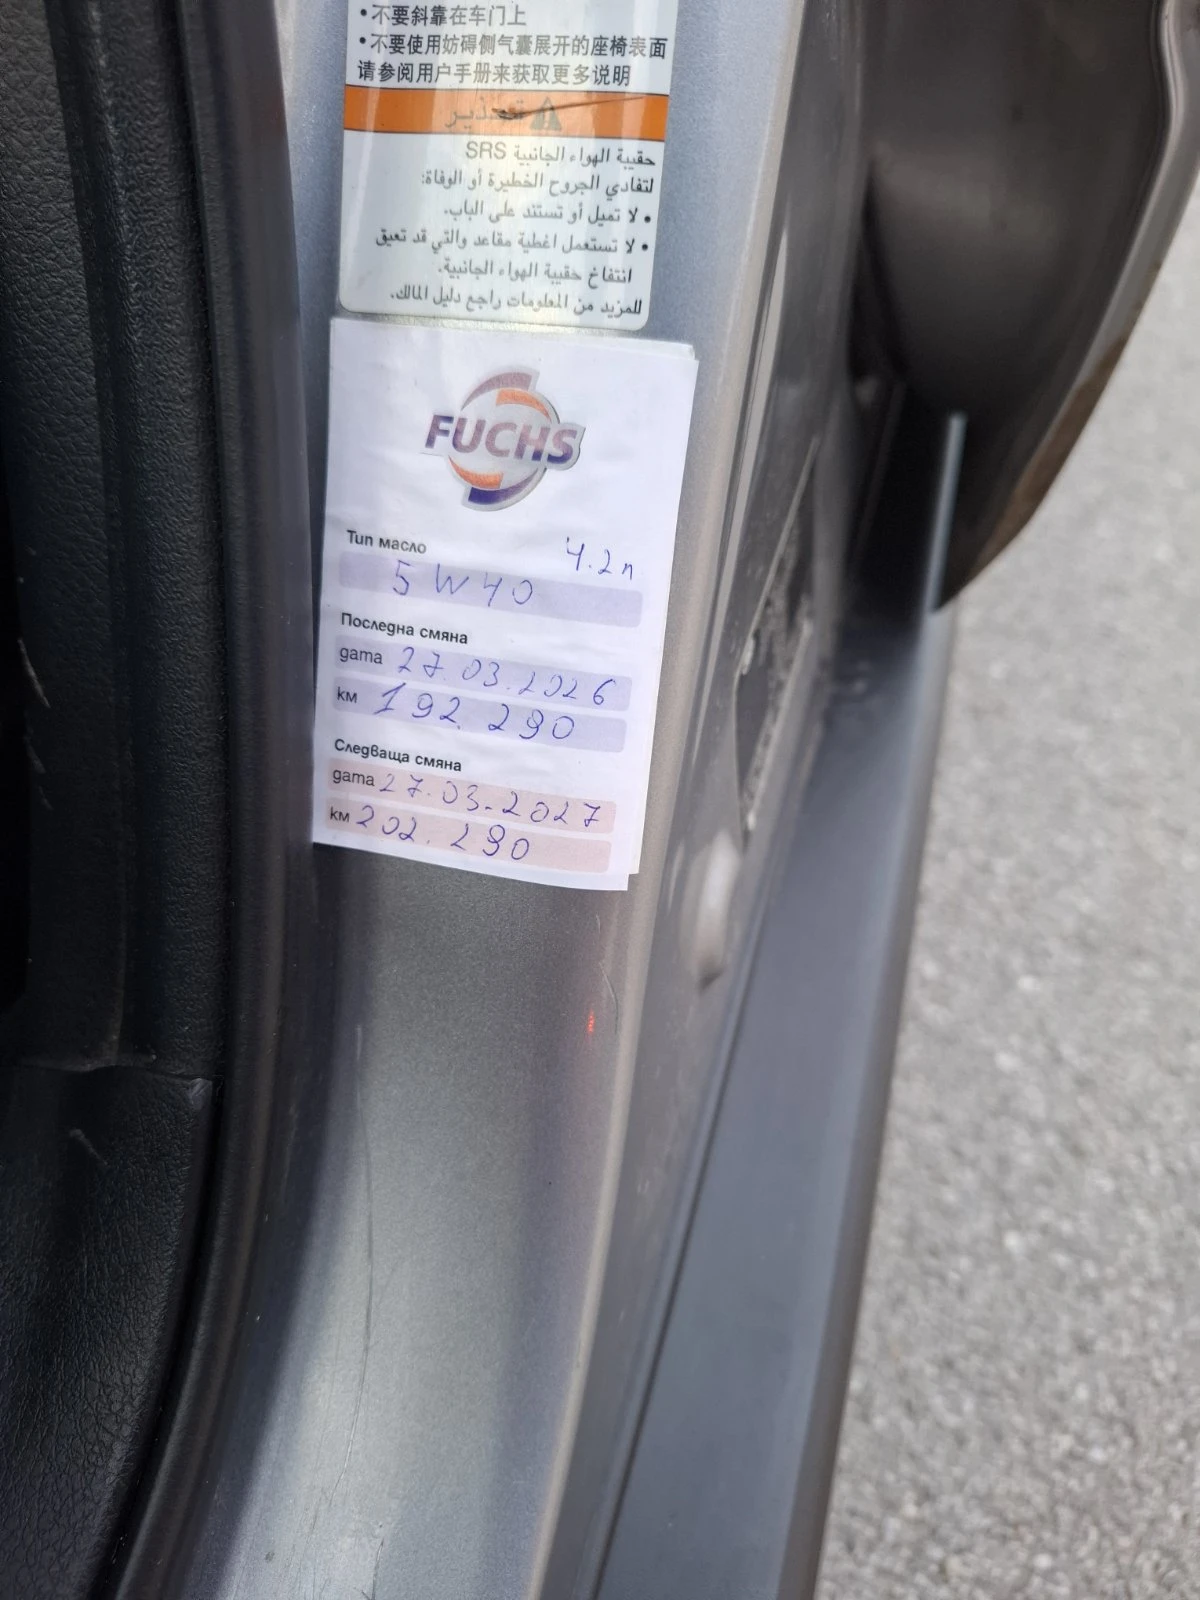 • 不要斜靠在车门上
• 不要使用妨碍侧气囊展开的座椅表面
请参阅用户手册来获取更多说明
تحذير
حقيبة الهواء الجانبية SRS
لتفادي الجروح الخطيرة أو الوفاة:
• لا تميل أو تستند على الباب.
• لا تستعمل اغطية مقاعد والتي قد تعيق
انتفاخ حقيبة الهواء الجانبية.
للمزيد من المعلومات راجع دليل المالك.
FUCHS
Тип масло 4.2л
5W40
Последна смяна
дата 27.03.2026
км 192.290
Следваща смяна
дата 27.03.2027
км 202.290